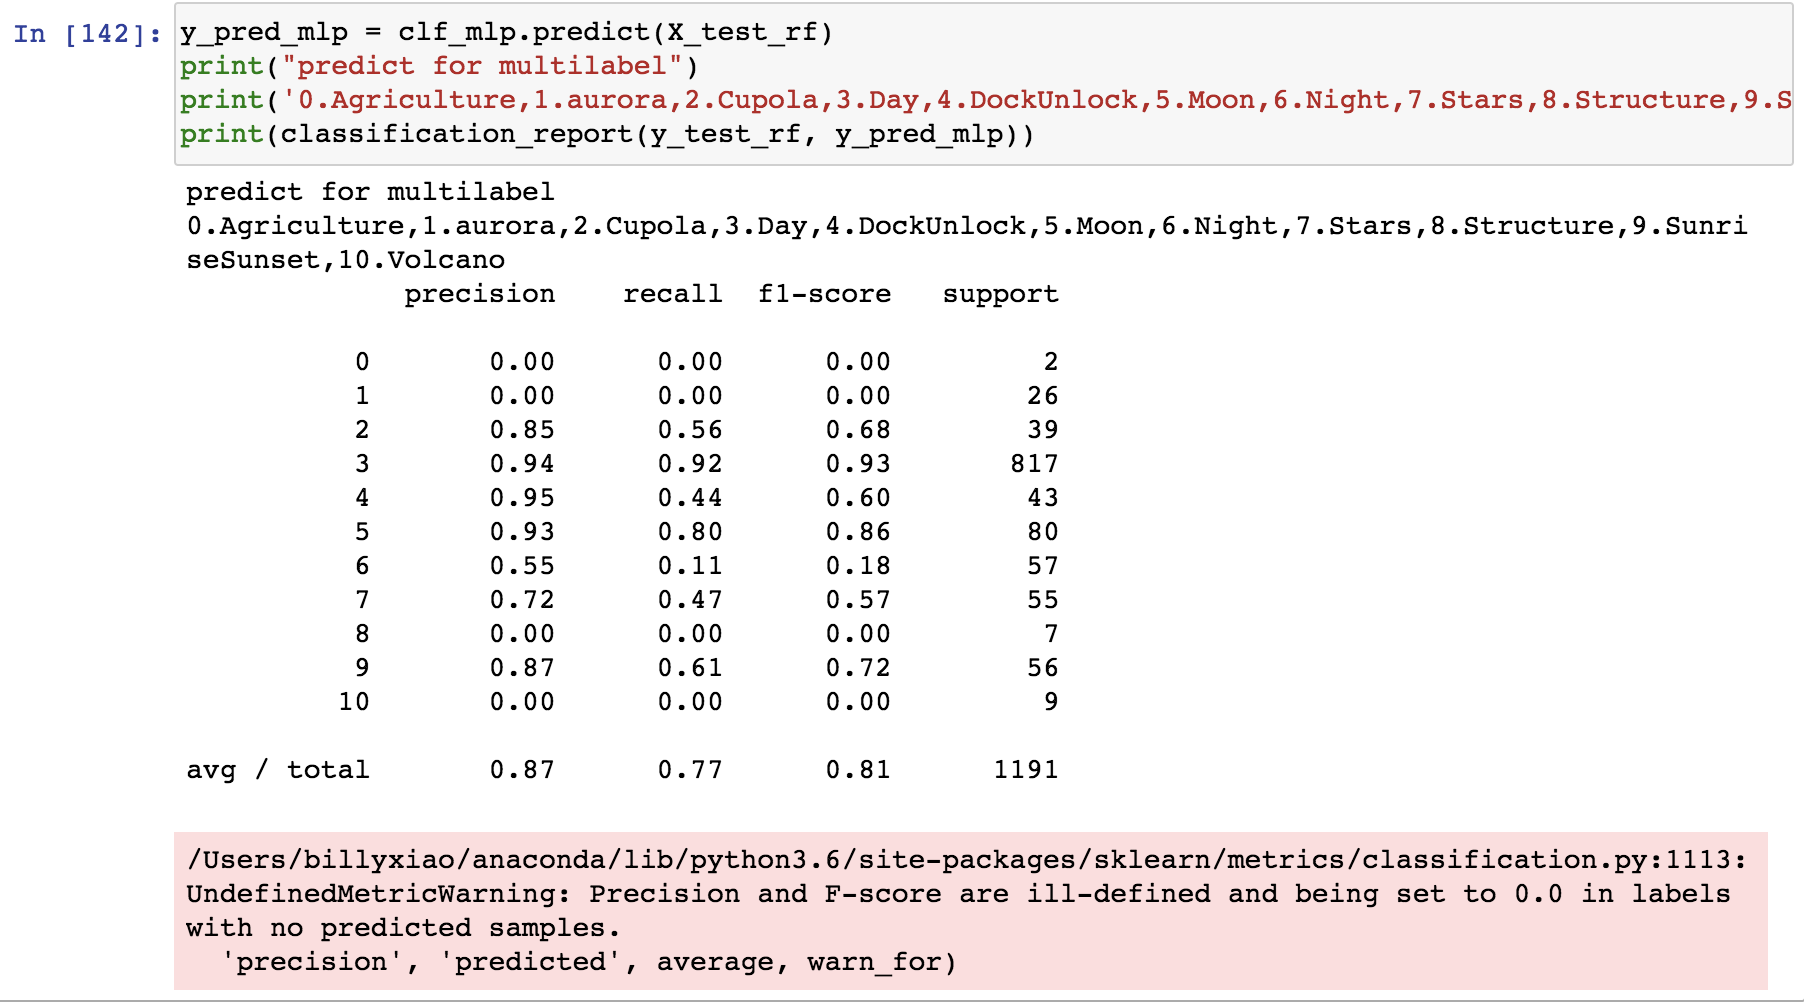 In [142]: y_pred_mlp = clf_mlp.predict(X_test_rf)
print("predict for multilabel")
print('0.Agriculture,1.aurora,2.Cupola,3.Day,4.DockUnlock,5.Moon,6.Night,7.Stars,8.Structure,9.S
print(classification_report(y_test_rf, y_pred_mlp))
predict for multilabel
0.Agriculture,1.aurora,2.Cupola,3.Day,4.DockUnlock,5.Moon,6.Night,7.Stars,8.Structure,9.Sunri
seSunset,10.Volcano
precision recall f1-score support
0 0.00 0.00 0.00 2
1 0.00 0.00 0.00 26
2 0.85 0.56 0.68 39
3 0.94 0.92 0.93 817
4 0.95 0.44 0.60 43
5 0.93 0.80 0.86 80
6 0.55 0.11 0.18 57
7 0.72 0.47 0.57 55
8 0.00 0.00 0.00 7
9 0.87 0.61 0.72 56
10 0.00 0.00 0.00 9
avg / total 0.87 0.77 0.81 1191
/Users/billyxiao/anaconda/lib/python3.6/site-packages/sklearn/metrics/classification.py:1113:
UndefinedMetricWarning: Precision and F-score are ill-defined and being set to 0.0 in labels
with no predicted samples.
'precision', 'predicted', average, warn_for)